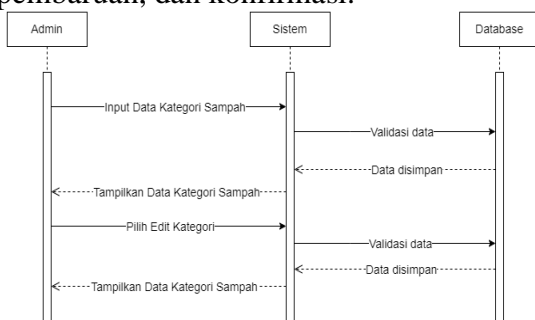 pembaruan, dan konfirmasi.
Admin
Sistem
Database
Input Data Kategori Sampah
Validasi data
Data disimpan
Tampilkan Data Kategori Sampah
Pilih Edit Kategori
Validasi data
Data disimpan
Tampilkan Data Kategori Sampah